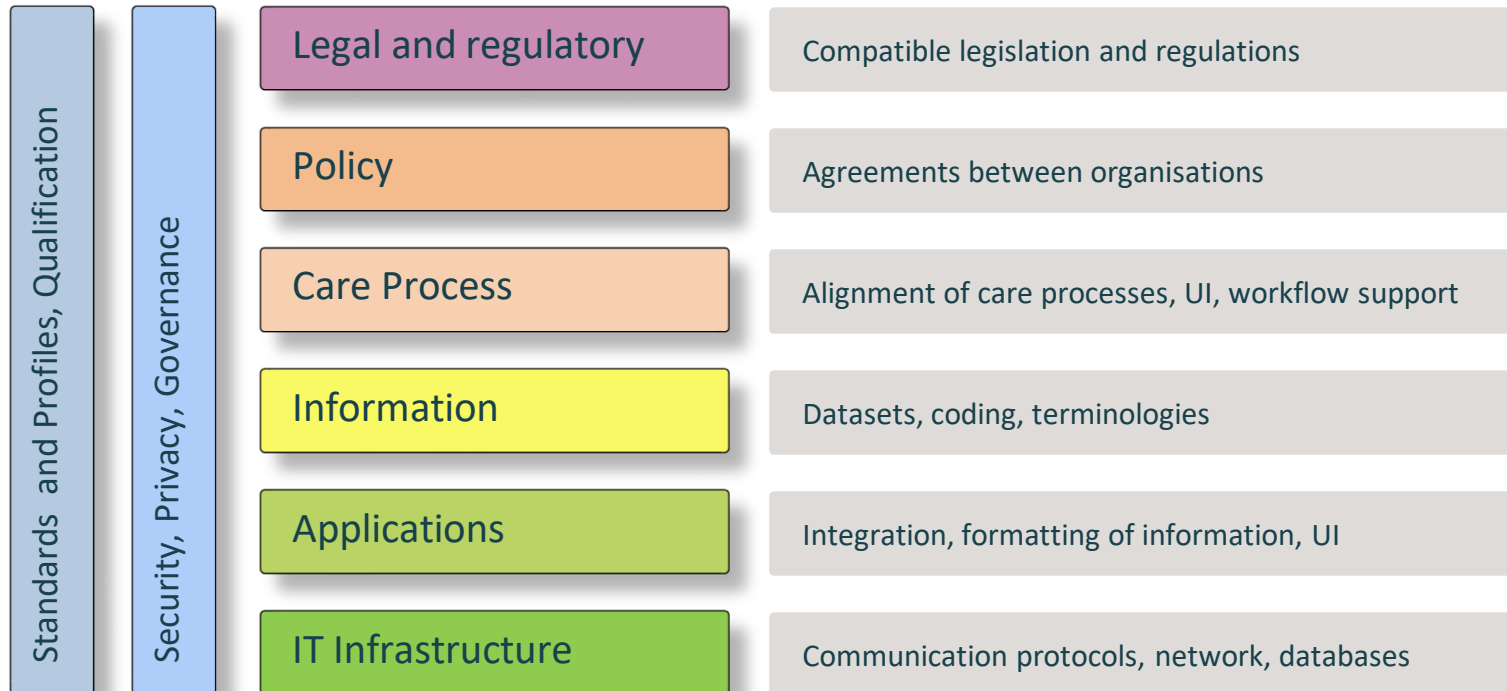 Standards and Profiles, Qualification
Security, Privacy, Governance
Legal and regulatory
Compatible legislation and regulations
Policy
Agreements between organisations
Care Process
Alignment of care processes, UI, workflow support
Information
Datasets, coding, terminologies
Applications
Integration, formatting of information, UI
IT Infrastructure
Communication protocols, network, databases